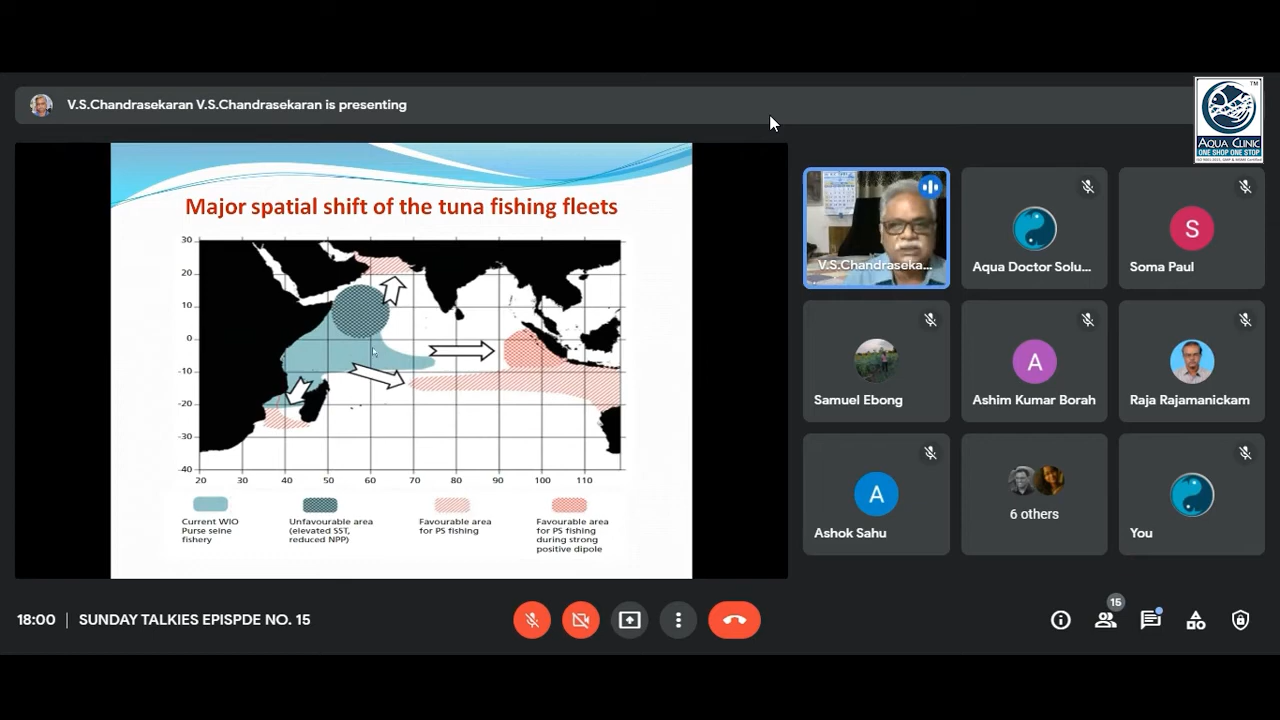 V.S.Chandrasekaran V.S.Chandrasekaran is presenting
AQUA CLINIC
ONE SHOP ONE STOP
TM
Major spatial shift of the tuna fishing fleets
30
20
10
0
-10
-20
-30
-40
20
30
40
50
60
70
80
90
100
110
Current WIO
Purse seine
fishery
Unfavourable area
(elevated SST,
reduced NPP)
Favourable area
for PS fishing
Favourable area
for PS fishing
during strong
positive dipole
V.S.Chandraseka...
Aqua Doctor Solu...
Soma Paul
S
Samuel Ebong
A
Ashim Kumar Borah
Raja Rajamanickam
A
Ashok Sahu
6 others
You
18:00 | SUNDAY TALKIES EPISPDE NO. 15
15